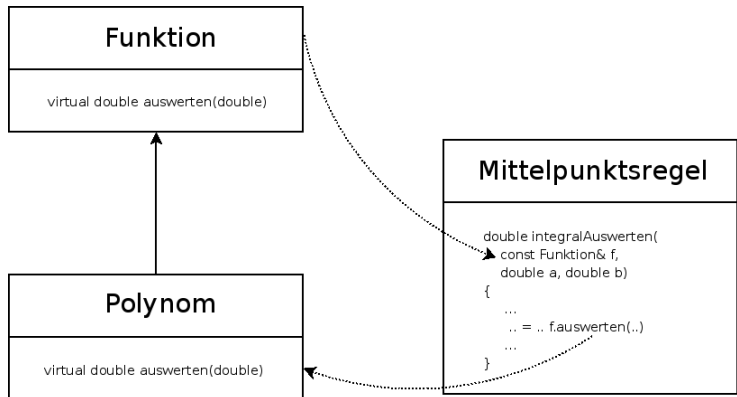 Funktion
virtual double auswerten(double)
Mittelpunktsregel
double integralAuswerten(
const Funktion& f,
double a, double b)
{
...
.. = .. f.auswerten(..)
...
}
Polynom
virtual double auswerten(double)